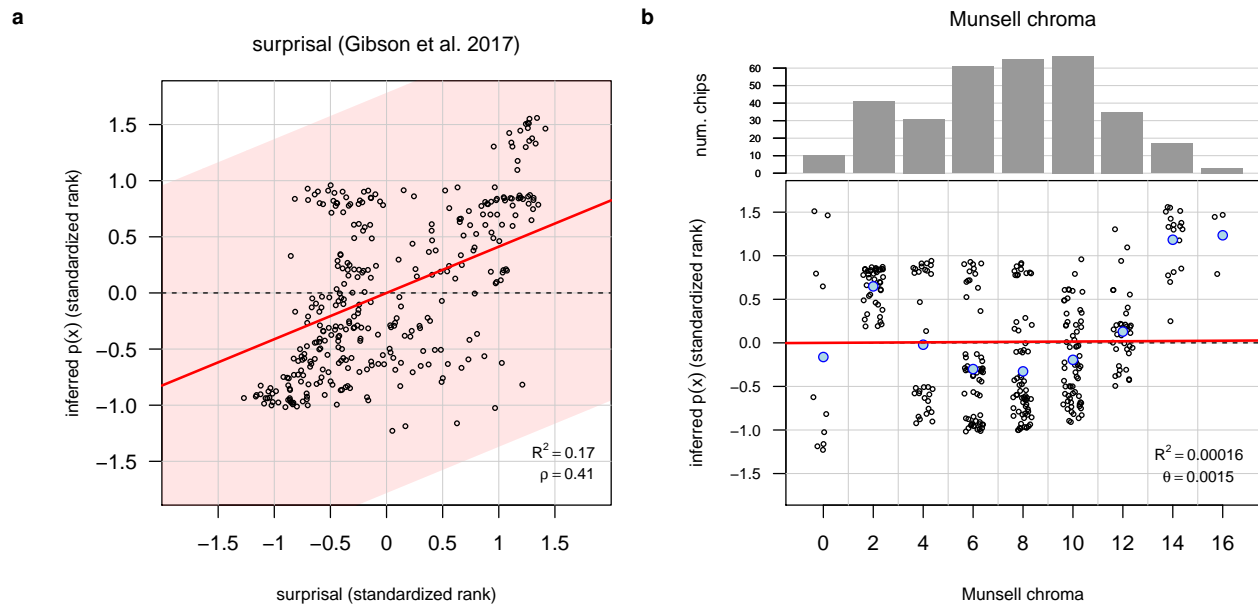 a
surprisal (Gibson et al. 2017)
inferred p(x) (standardized rank)
1.5
1.0
0.5
0.0
−0.5
−1.0
−1.5
R² = 0.17
ρ = 0.41
−1.5 −1 −0.5 0 0.5 1 1.5
surprisal (standardized rank)
b
Munsell chroma
num. chips
60
50
40
30
20
10
0
inferred p(x) (standardized rank)
1.5
1.0
0.5
0.0
−0.5
−1.0
−1.5
R² = 0.00016
θ = 0.0015
0 2 4 6 8 10 12 14 16
Munsell chroma